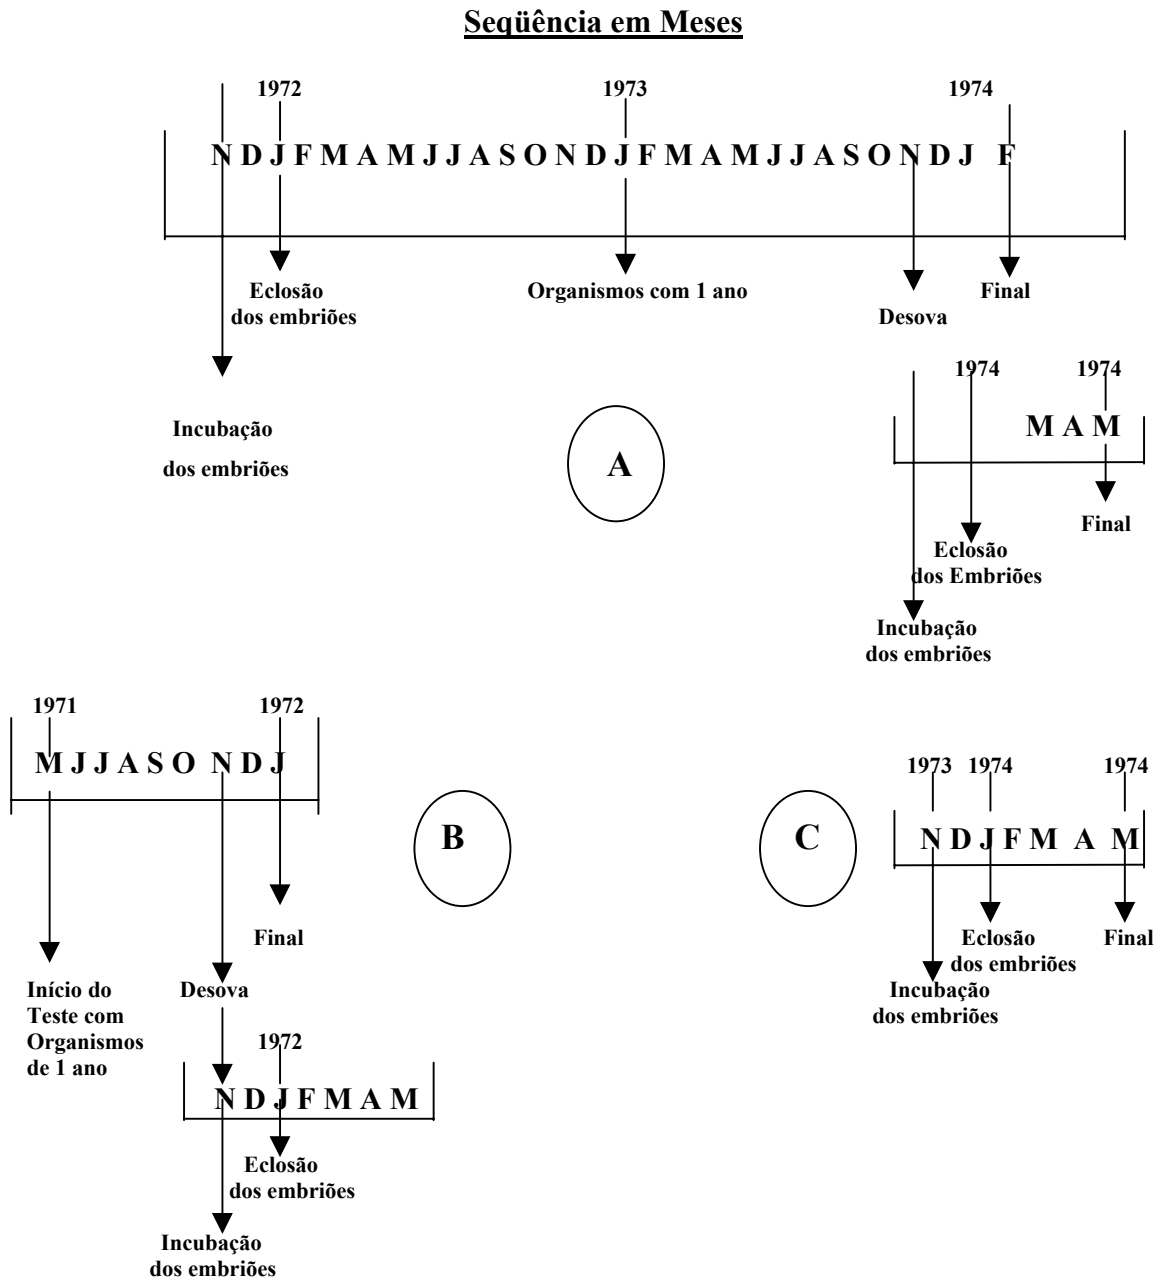 Seqüência em Meses
1972 1973 1974
N D J F M A M J J A S O N D J F M A M J J A S O N D J F
Eclosão
dos embriões
Organismos com 1 ano
Final
Desova
Incubação
dos embriões
1974 1974
M A M
A
Final
Eclosão
dos Embriões
Incubação
dos embriões
1971 1972
M J J A S O N D J
B
Final
Início do
Teste com
Organismos
de 1 ano
Desova
1972
N D J F M A M
Eclosão
dos embriões
Incubação
dos embriões
C
1973 1974 1974
N D J F M A M
Eclosão
dos embriões
Final
Incubação
dos embriões